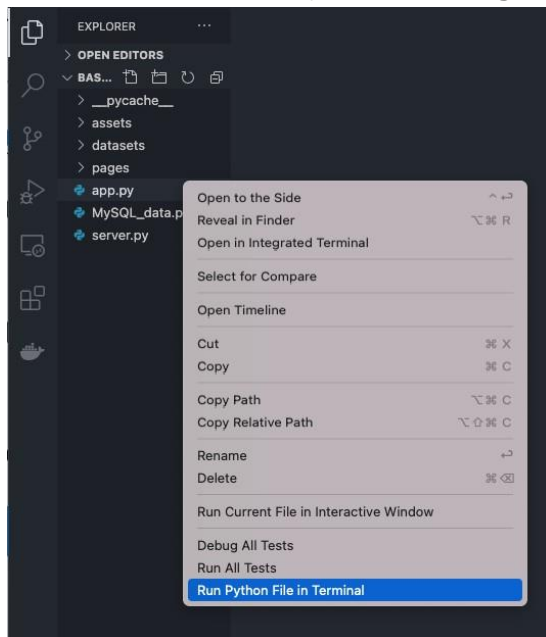 EXPLORER ...
> OPEN EDITORS
BAS...
> __pycache__
> assets
> datasets
> pages
app.py
MySQL_data.p
server.py
Open to the Side ^↩
Reveal in Finder ⌥⌘ R
Open in Integrated Terminal
Select for Compare
Open Timeline
Cut ⌘ X
Copy ⌘ C
Copy Path ⌥⌘ C
Copy Relative Path ⌥⇧⌘ C
Rename ↩
Delete ⌘⌫
Run Current File in Interactive Window
Debug All Tests
Run All Tests
Run Python File in Terminal